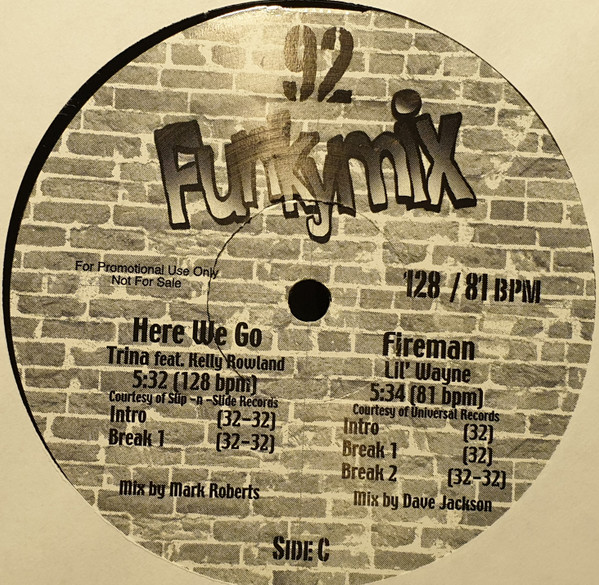 92
Funkymix
For Promotional Use Only
Not For Sale
128 / 81 BPM
Here We Go
Trina feat. Kelly Rowland
5:32 (128 bpm)
Courtesy of Slip -n -Slide Records
Intro (32-32)
Break 1 (32-32)
Mix by Mark Roberts
Fireman
Lil' Wayne
5:34 (81 bpm)
Courtesy of Universal Records
Intro (32)
Break 1 (32)
Break 2 (32-32)
Mix by Dave Jackson
SIDE C